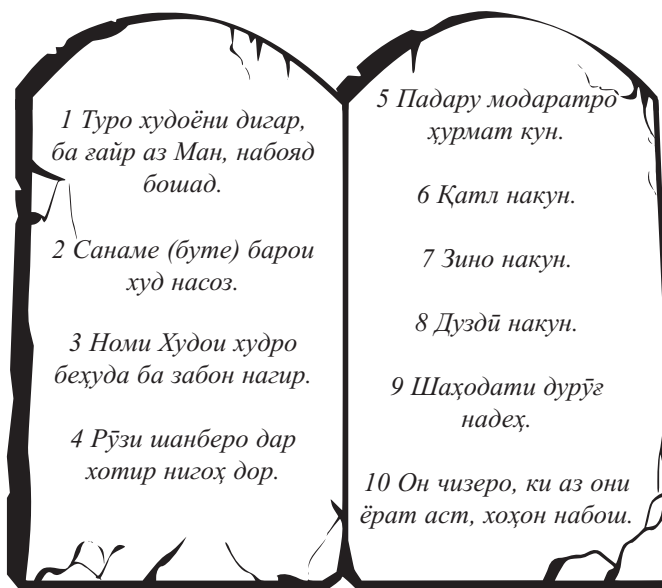 1 Туро худоёни дигар,
ба ғайр аз Ман, набояд
бошад.
2 Санаме (буте) барои
худ насоз.
3 Номи Худои худро
беҳуда ба забон нагир.
4 Рӯзи шанберо дар
хотир нигоҳ дор.
5 Падару модаратро
ҳурмат кун.
6 Қатл накун.
7 Зино накун.
8 Дуздӣ накун.
9 Шаҳодати дурӯғ
надеҳ.
10 Он чизеро, ки аз они
ёрат аст, хоҳон набош.